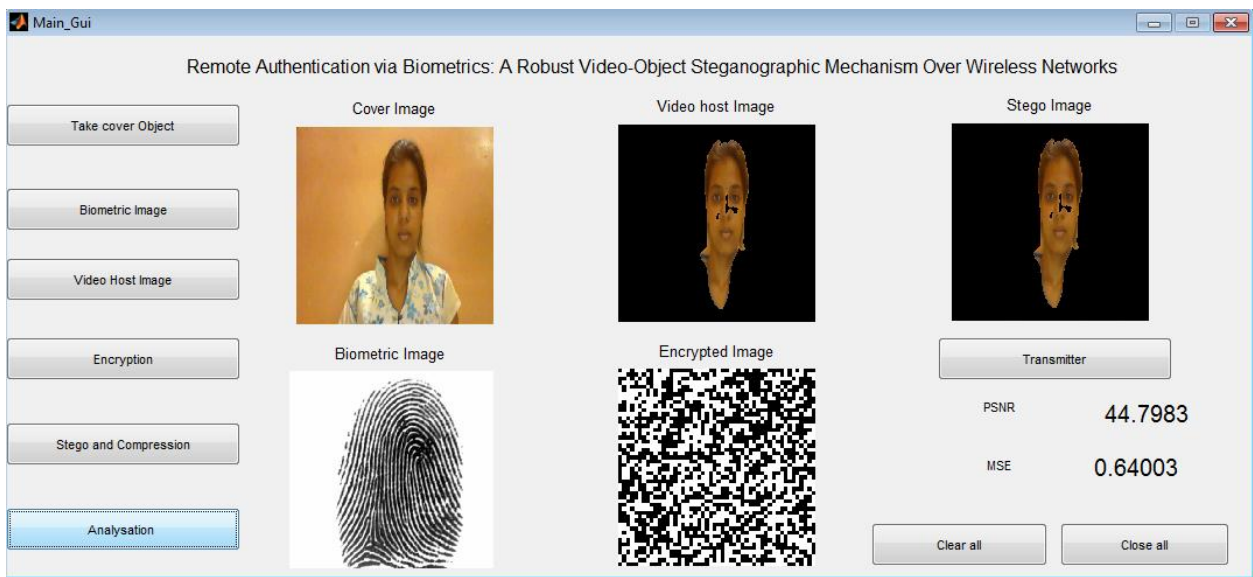 Main_Gui
Remote Authentication via Biometrics: A Robust Video-Object Steganographic Mechanism Over Wireless Networks
Take cover Object
Cover Image
Video host Image
Stego Image
Biometric Image
Video Host Image
Encryption
Biometric Image
Encrypted Image
Transmitter
PSNR 44.7983
Stego and Compression
MSE 0.64003
Analysation
Clear all
Close all